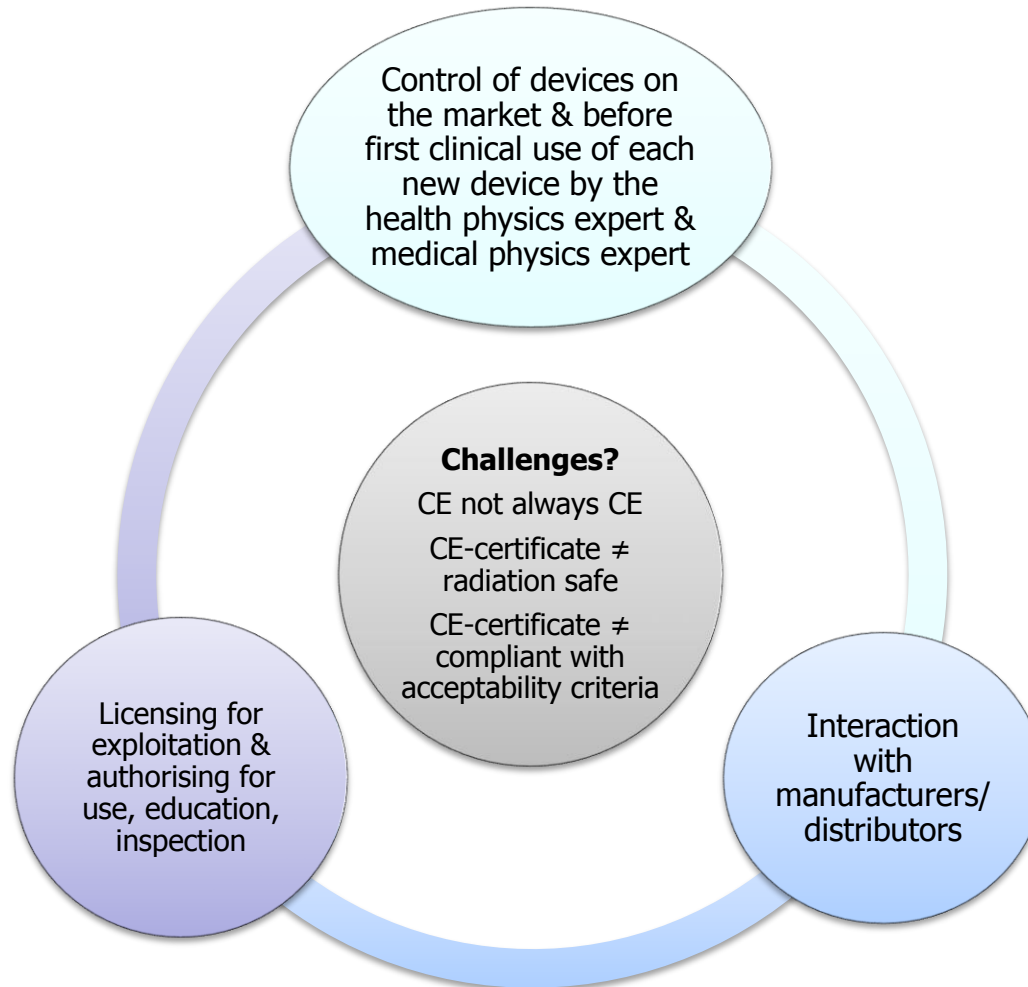 Control of devices on
the market & before
first clinical use of each
new device by the
health physics expert &
medical physics expert
Challenges?
CE not always CE
CE-certificate ≠
radiation safe
CE-certificate ≠
compliant with
acceptability criteria
Licensing for
exploitation &
authorising for
use, education,
inspection
Interaction
with
manufacturers/
distributors